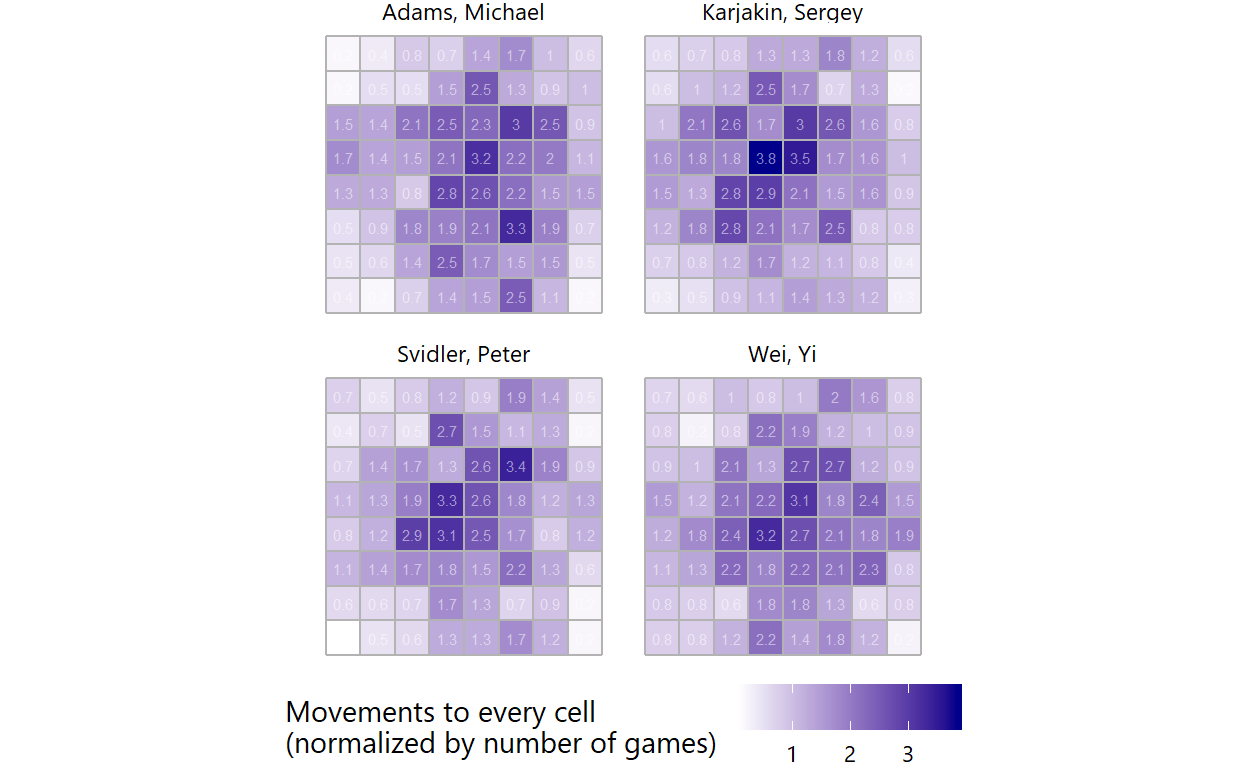 Adams, Michael Karjakin, Sergey
0.4 0.8 0.7 1.4 1.7 1 0.6 0.6 0.7 0.8 1.3 1.3 1.8 1.2 0.6
0.5 0.5 1.5 2.5 1.3 0.9 1 0.6 1 1.2 2.5 1.7 0.7 1.3
1.5 1.4 2.1 2.5 2.3 3 2.5 0.9 1 2.1 2.6 1.7 3 2.6 1.6 0.8
1.7 1.4 1.5 2.1 3.2 2.2 2 1.1 1.6 1.8 1.8 3.8 3.5 1.7 1.6 1
1.3 1.3 0.8 2.8 2.6 2.2 1.5 1.5 1.5 1.3 2.8 2.9 2.1 1.5 1.6 0.9
0.5 0.9 1.8 1.9 2.1 3.3 1.9 0.7 1.2 1.8 2.8 2.1 1.7 2.5 0.8 0.8
0.5 0.6 1.4 2.5 1.7 1.5 1.5 0.5 0.7 0.8 1.2 1.7 1.2 1.1 0.8 0.4
0.4 0.7 1.4 1.5 2.5 1.1 0.3 0.5 0.9 1.1 1.4 1.3 1.2 0.3
Svidler, Peter Wei, Yi
0.7 0.5 0.8 1.2 0.9 1.9 1.4 0.5 0.7 0.6 1 0.8 1 2 1.6 0.8
0.4 0.7 0.5 2.7 1.5 1.1 1.3 0.8 0.8 2.2 1.9 1.2 1 0.9
0.7 1.4 1.7 1.3 2.6 3.4 1.9 0.9 0.9 1 2.1 1.3 2.7 2.7 1.2 0.9
1.1 1.3 1.9 3.3 2.6 1.8 1.2 1.3 1.5 1.2 2.1 2.2 3.1 1.8 2.4 1.5
0.8 1.2 2.9 3.1 2.5 1.7 0.8 1.2 1.2 1.8 2.4 3.2 2.7 2.1 1.8 1.9
1.1 1.4 1.7 1.8 1.5 2.2 1.3 0.6 1.1 1.3 2.2 1.8 2.2 2.1 2.3 0.8
0.6 0.6 0.7 1.7 1.3 0.7 0.9 0.8 0.8 0.6 1.8 1.8 1.3 0.6 0.8
0.5 0.6 1.3 1.3 1.7 1.2 0.8 0.8 1.2 2.2 1.4 1.8 1.2
Movements to every cell
(normalized by number of games)
1 2 3